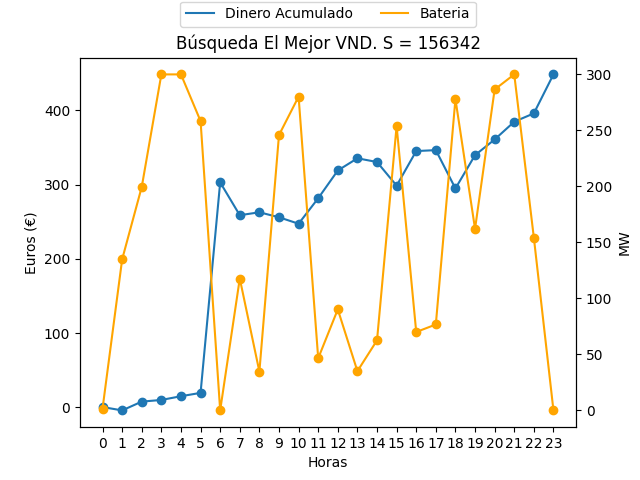 Dinero Acumulado Bateria
Búsqueda El Mejor VND. S = 156342
400
300
200
100
0
Euros (€)
300
250
200
150
100
50
0
MW
0 1 2 3 4 5 6 7 8 9 10 11 12 13 14 15 16 17 18 19 20 21 22 23
Horas